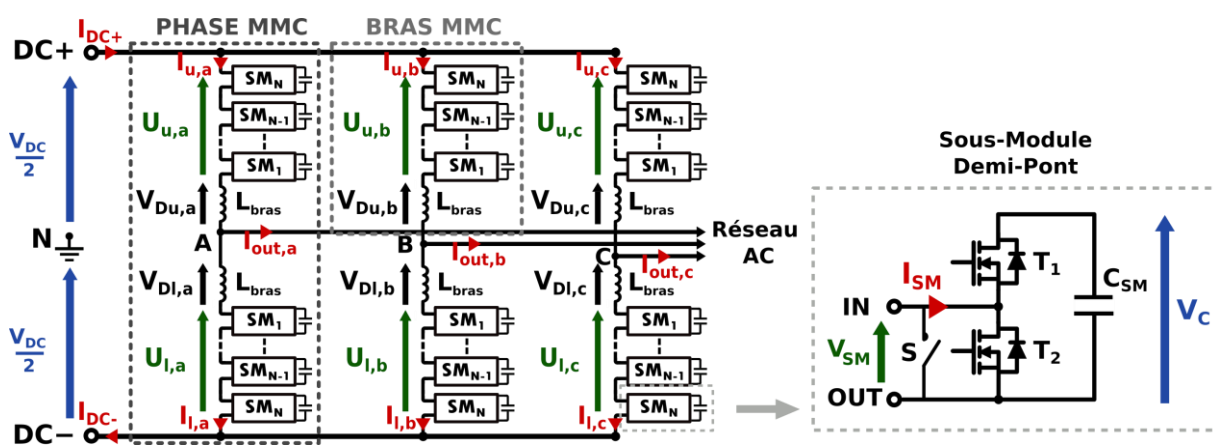 PHASE MMC
BRAS MMC
DC+
I_DC+
I_u,a
I_u,b
I_u,c
SM_N
SM_N
SM_N
SM_N-1
SM_N-1
SM_N-1
SM_1
SM_1
SM_1
U_u,a
U_u,b
U_u,c
V_DC
2
V_Du,a
V_Du,b
V_Du,c
L_bras
L_bras
L_bras
N
A
B
C
I_out,a
I_out,b
I_out,c
Réseau
AC
V_Dl,a
V_Dl,b
V_Dl,c
L_bras
L_bras
L_bras
V_DC
2
U_l,a
U_l,b
U_l,c
SM_1
SM_1
SM_1
SM_N-1
SM_N-1
SM_N-1
SM_N
SM_N
SM_N
DC−
I_DC-
I_l,a
I_l,b
I_l,c
Sous-Module
Demi-Pont
T_1
I_SM
C_SM
IN
V_C
V_SM
S
T_2
OUT